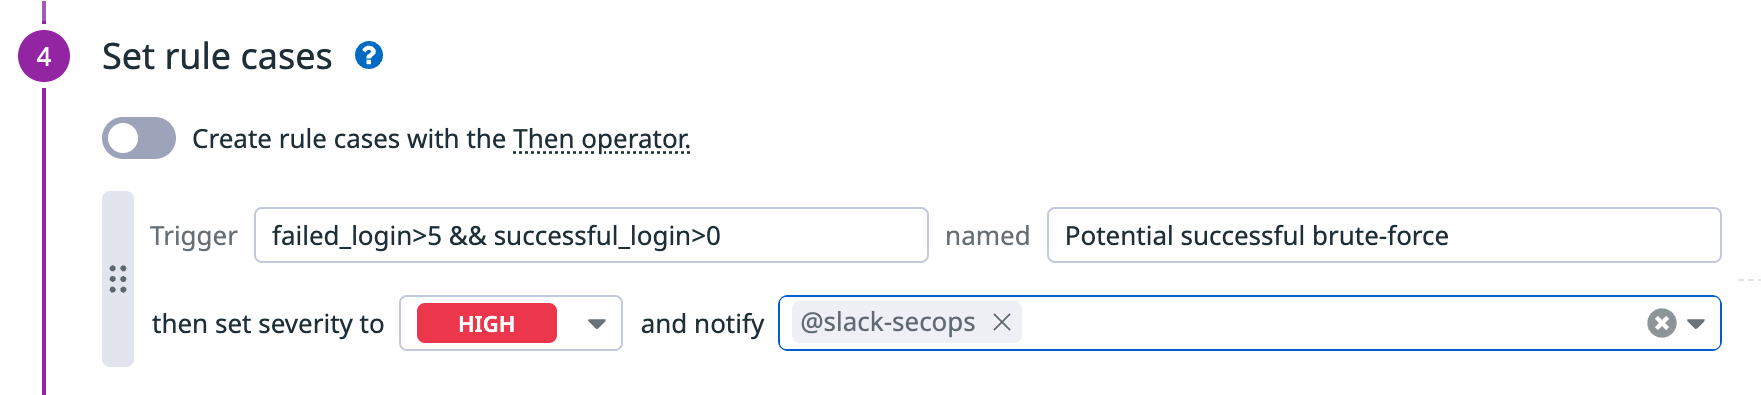 4 Set rule cases ?
Create rule cases with the Then operator.
Trigger failed_login>5 && successful_login>0 named Potential successful brute-force
then set severity to HIGH and notify @slack-secops